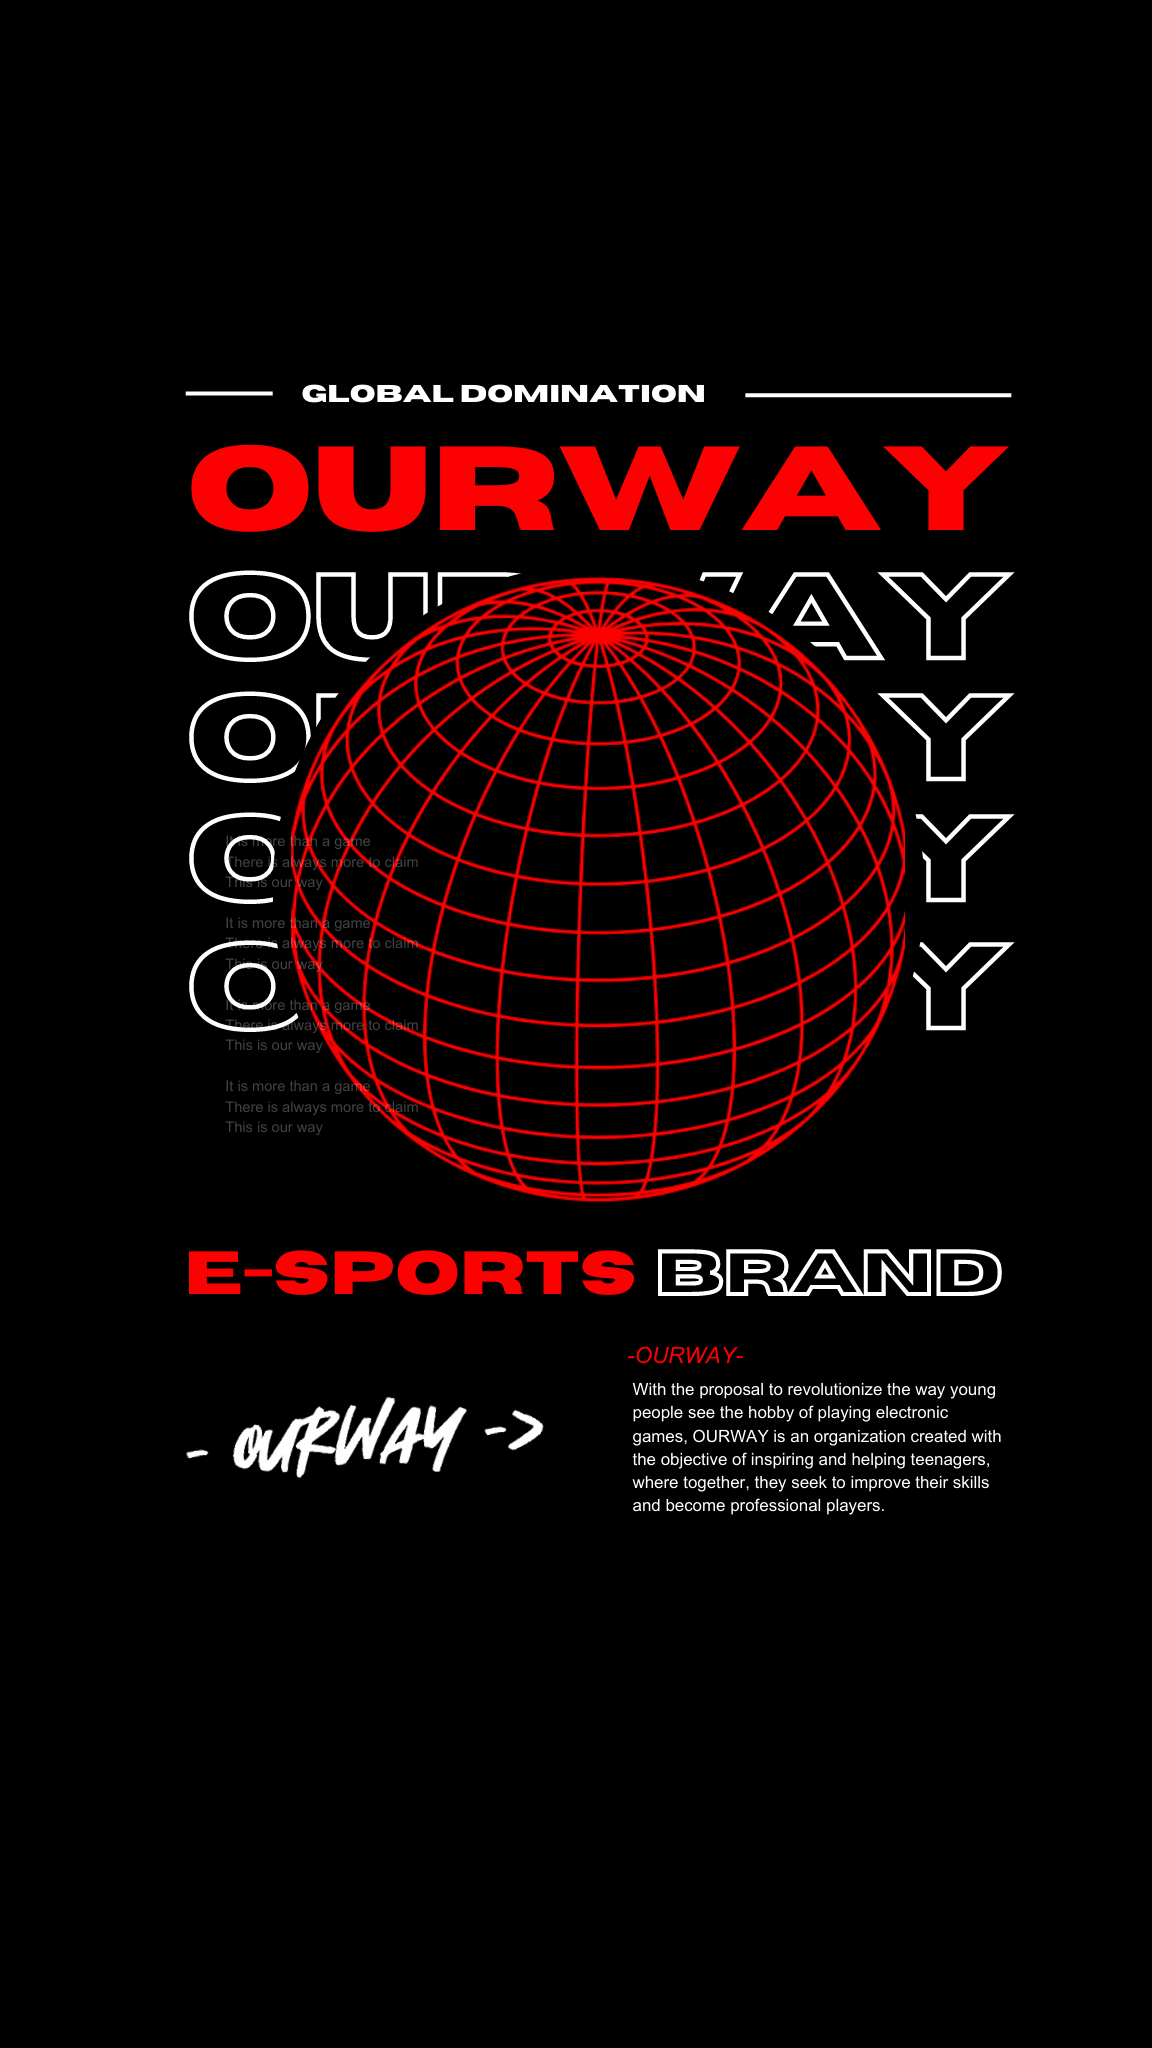 GLOBAL DOMINATION
OURWAY
OU AY
O Y
O Y
O Y
It is more than a game
There is always more to claim
This is our way
It is more than a game
There is always more to claim
This is our way
It is more than a game
There is always more to claim
This is our way
It is more than a game
There is always more to claim
This is our way
E-SPORTS BRAND
-OURWAY-
With the proposal to revolutionize the way young
people see the hobby of playing electronic
games, OURWAY is an organization created with
the objective of inspiring and helping teenagers,
where together, they seek to improve their skills
and become professional players.
- OURWAY ->